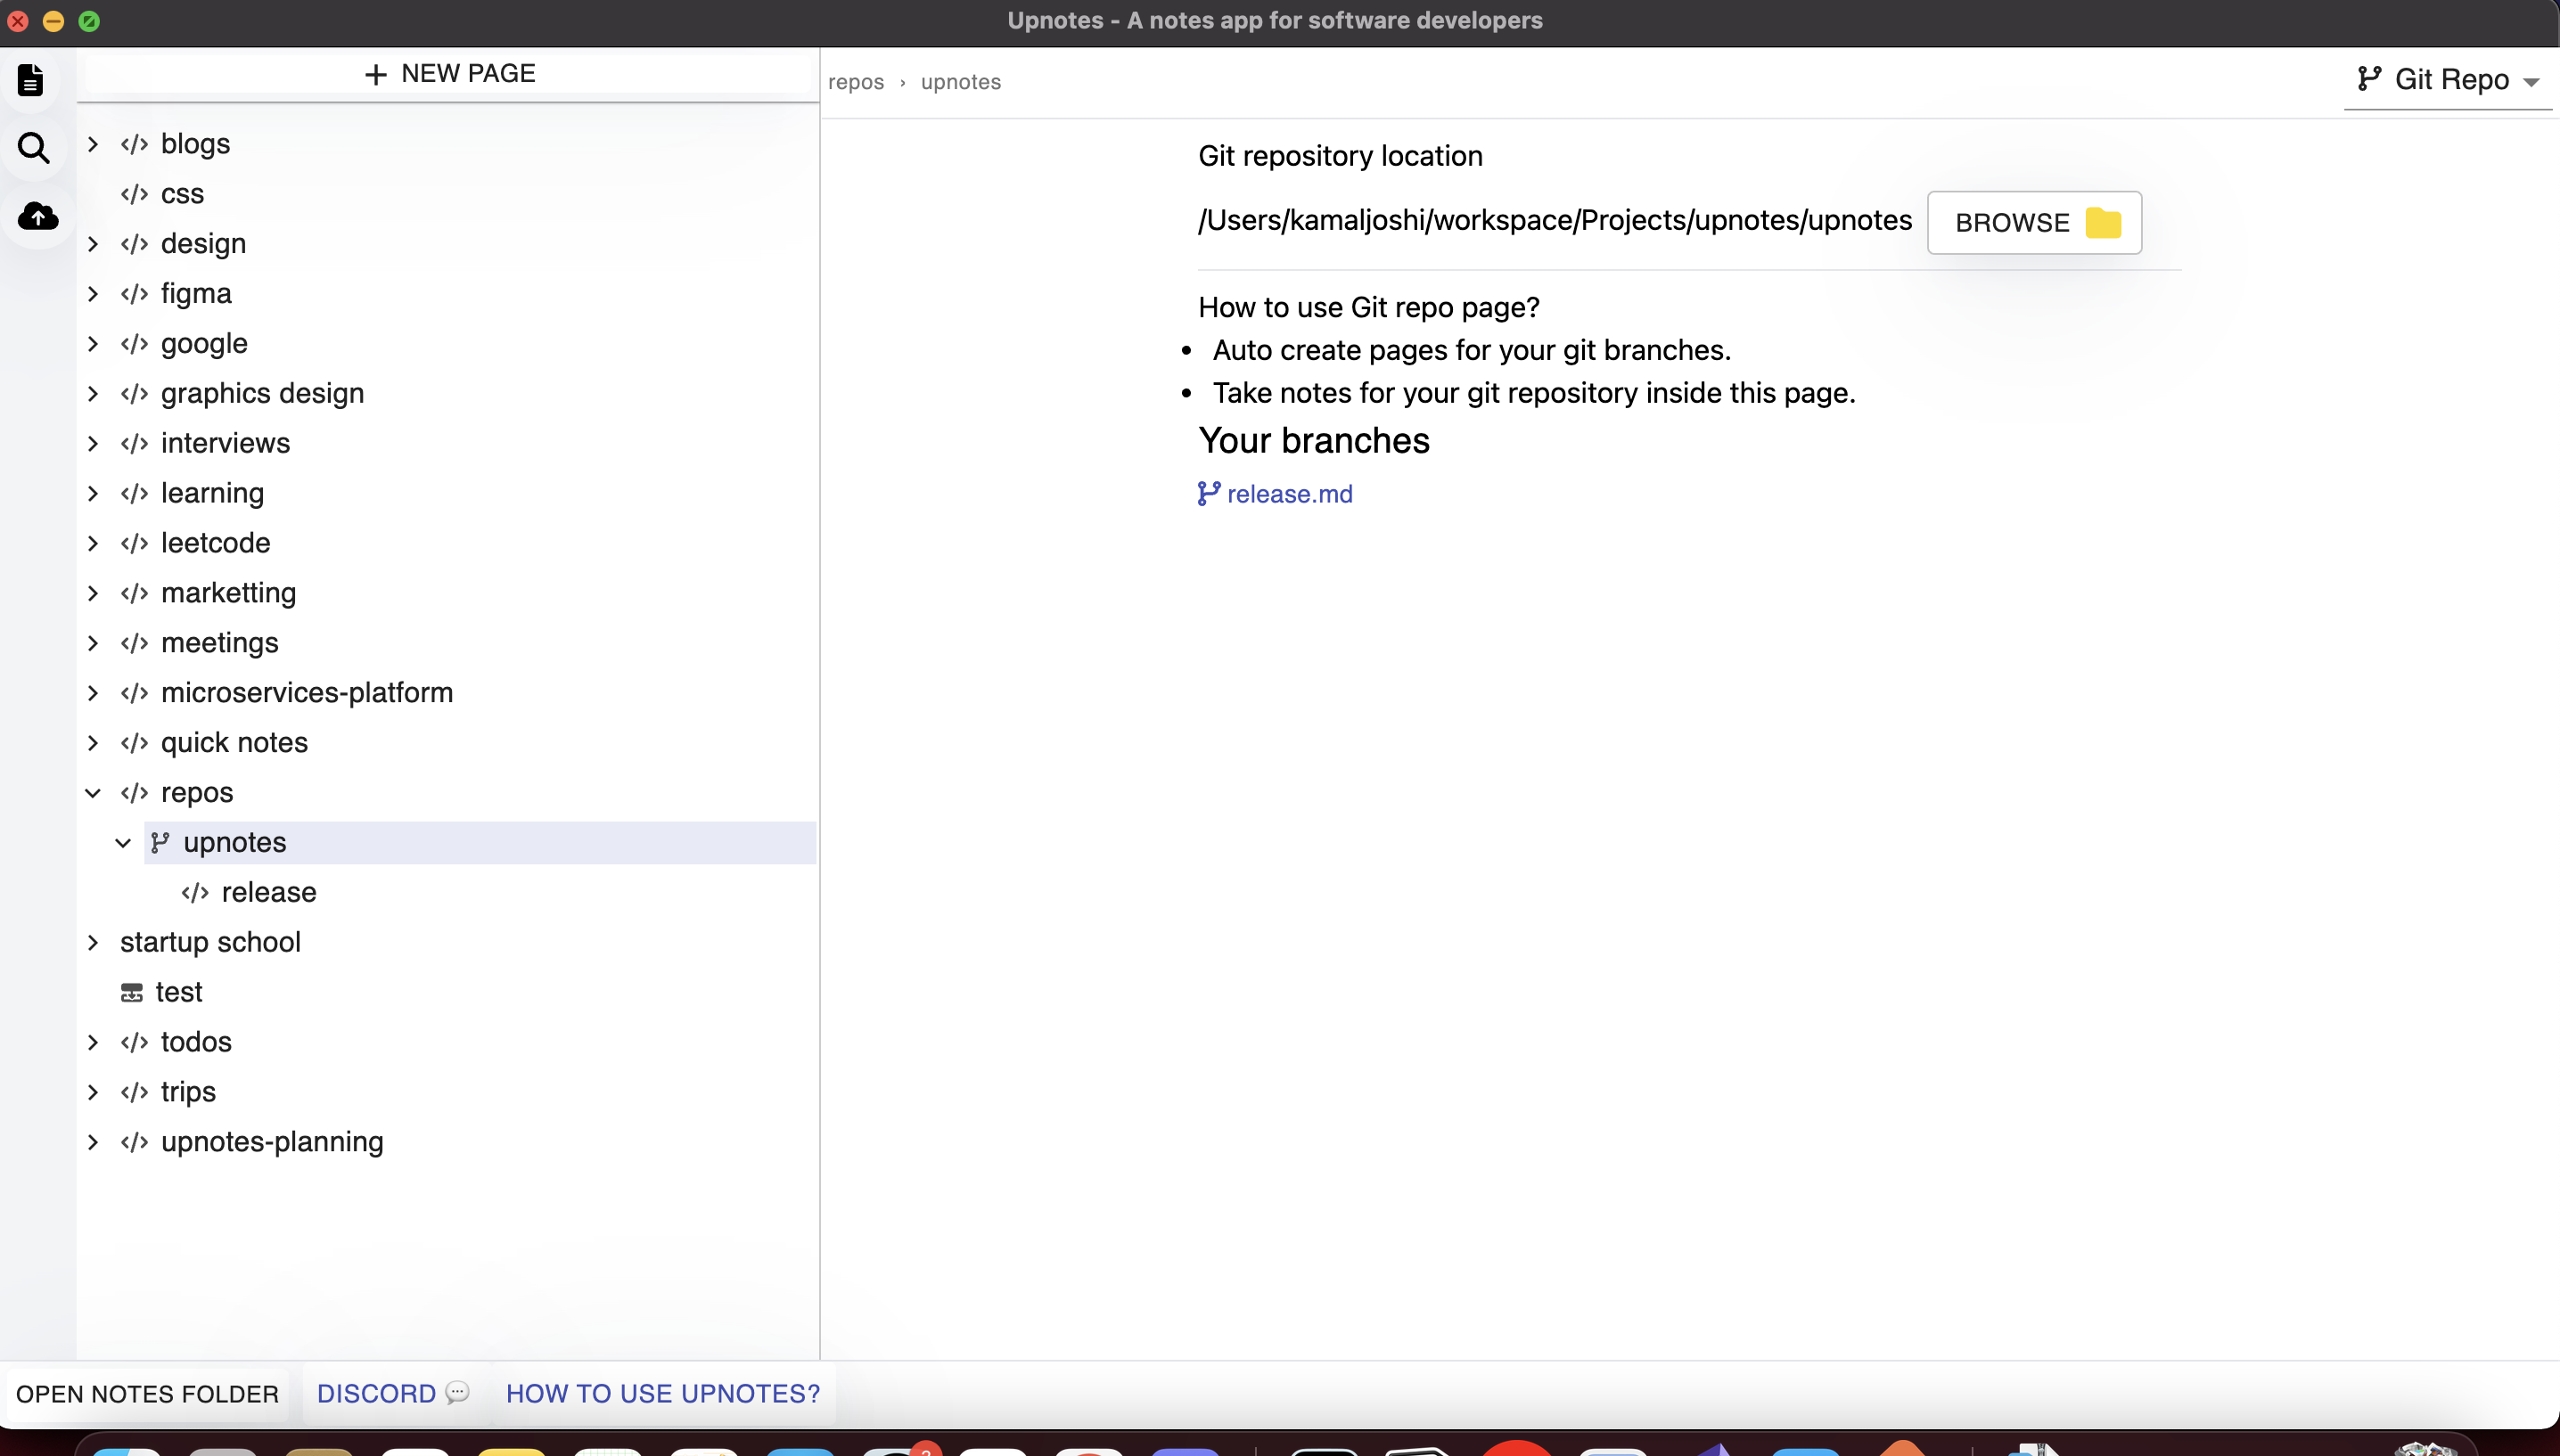 Upnotes - A notes app for software developers
+ NEW PAGE
blogs
css
design
figma
google
graphics design
interviews
learning
leetcode
marketting
meetings
microservices-platform
quick notes
repos
upnotes
release
startup school
test
todos
trips
upnotes-planning
repos › upnotes
Git Repo
Git repository location
/Users/kamaljoshi/workspace/Projects/upnotes/upnotes
BROWSE
How to use Git repo page?
• Auto create pages for your git branches.
• Take notes for your git repository inside this page.
Your branches
release.md
OPEN NOTES FOLDER
DISCORD 💬
HOW TO USE UPNOTES?